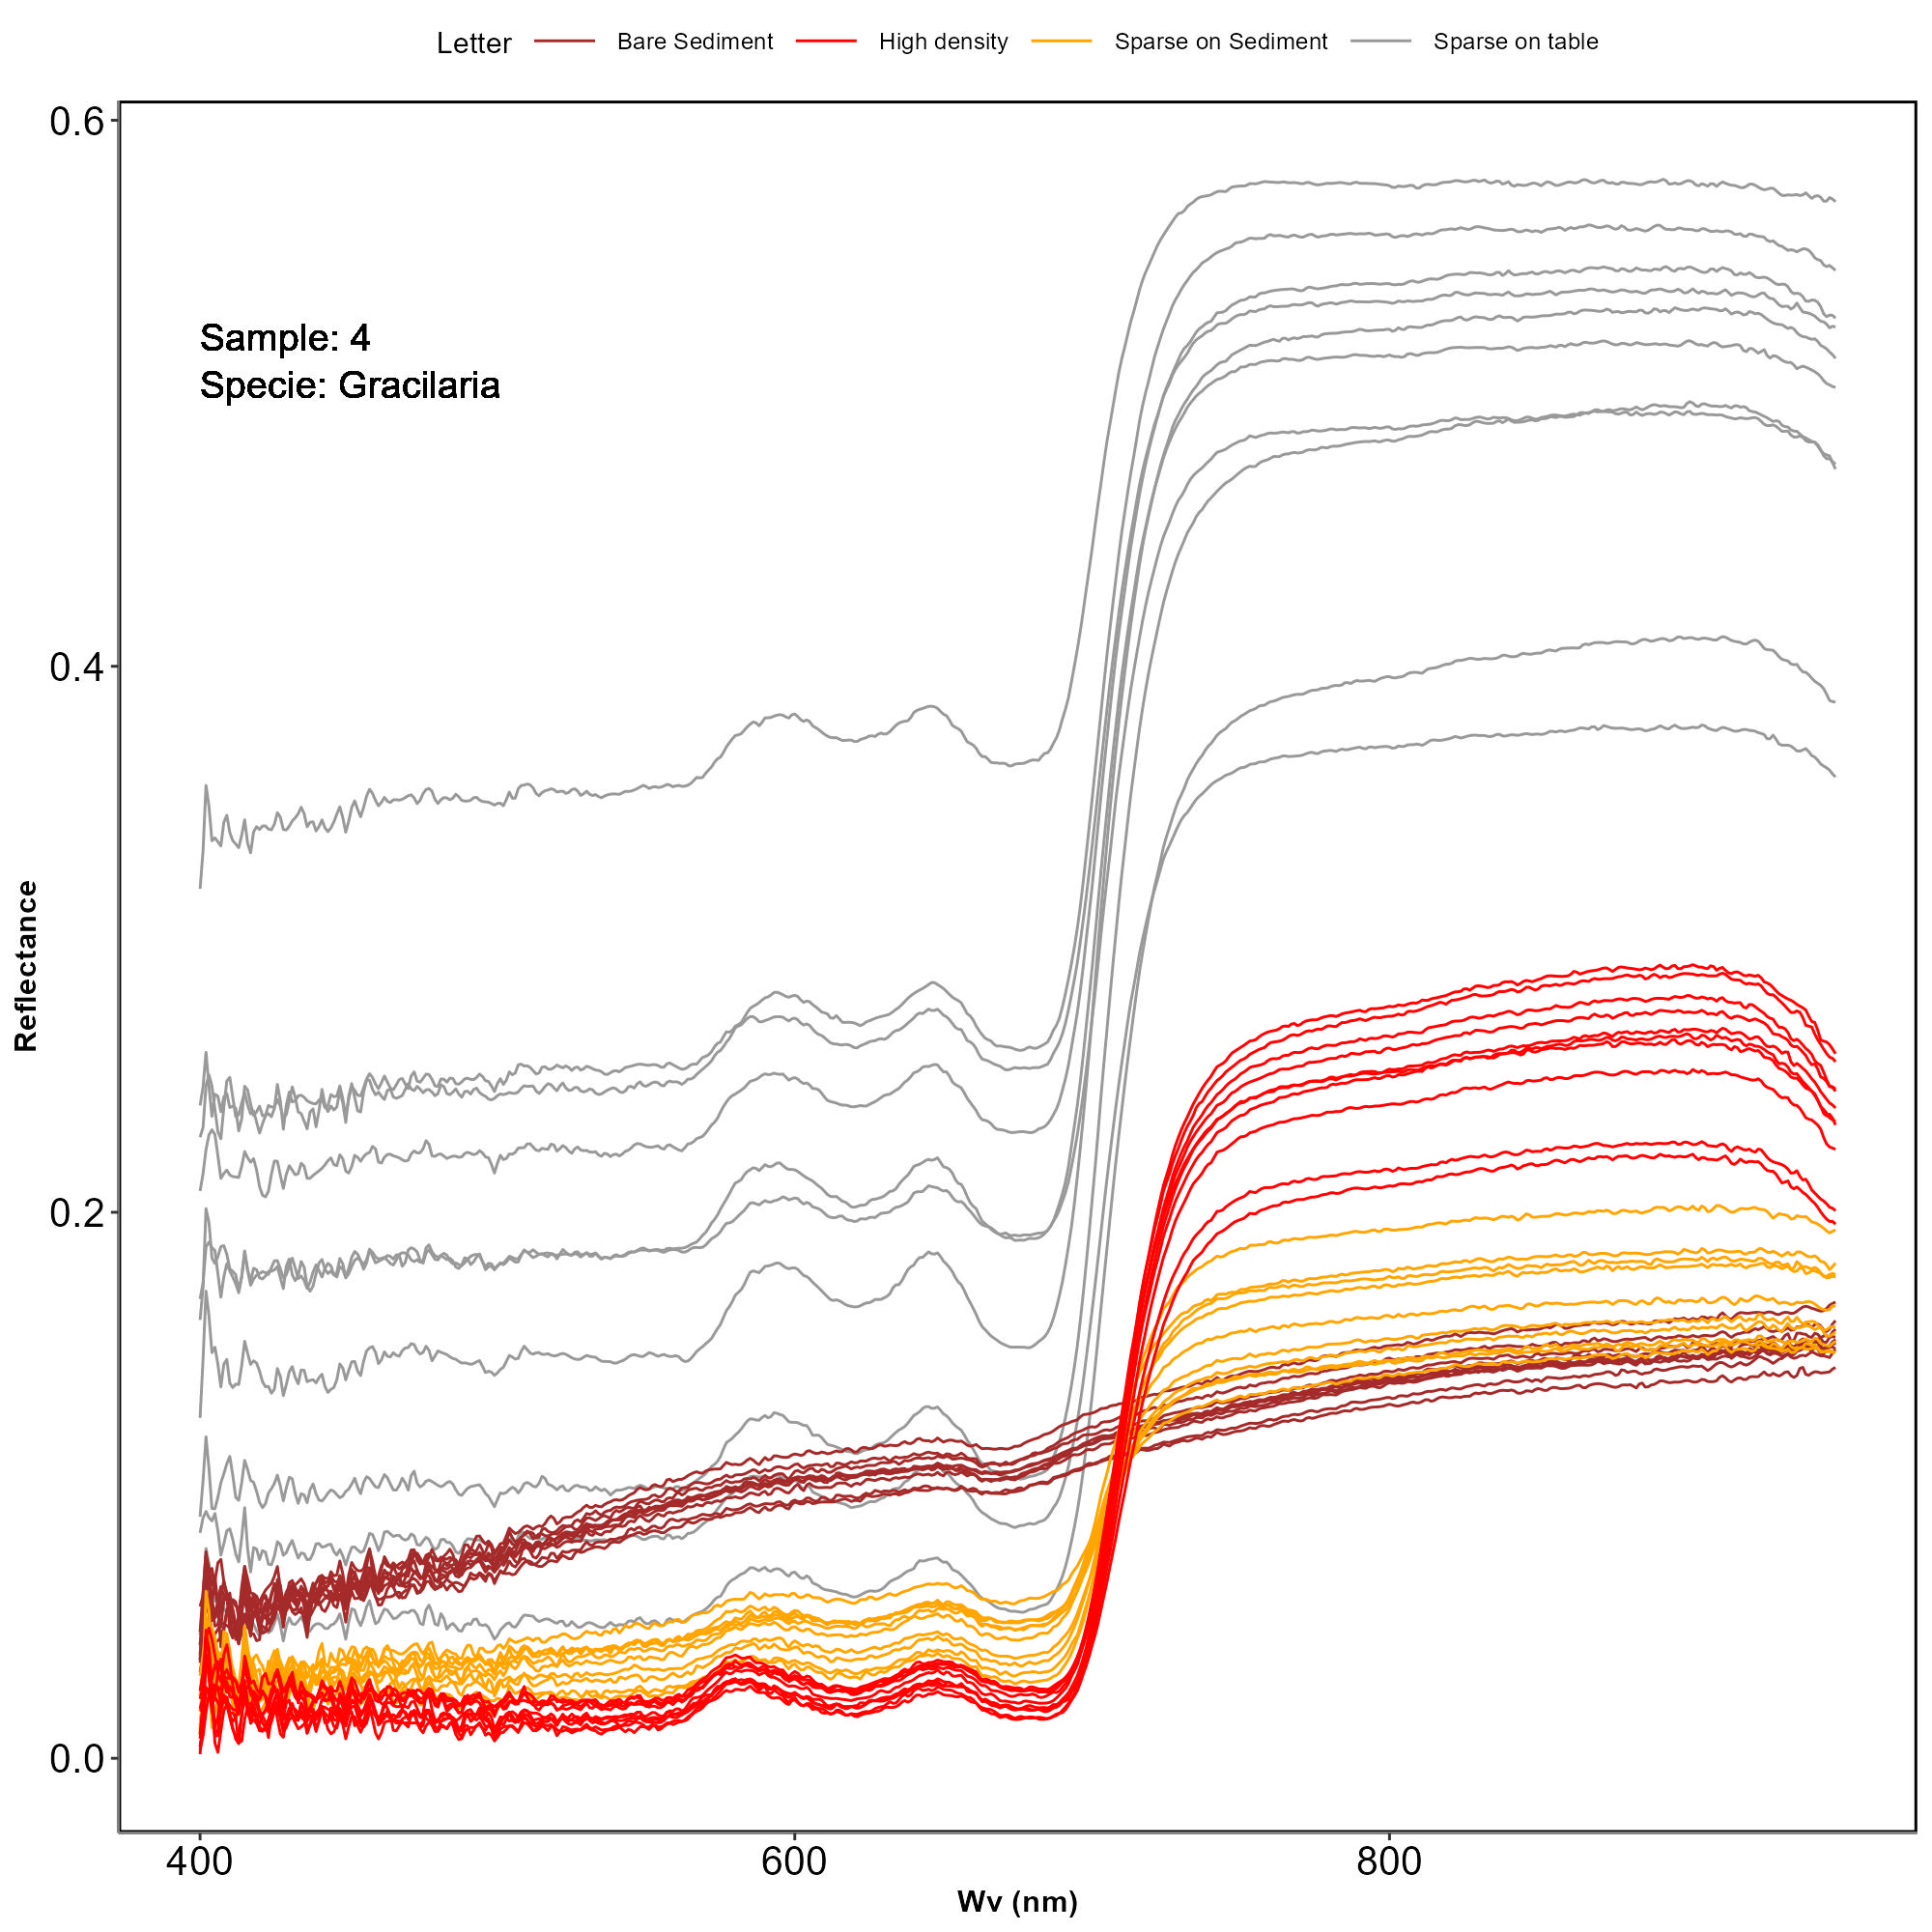 Letter Bare Sediment High density Sparse on Sediment Sparse on table
0.6
Sample: 4
Specie: Gracilaria
0.4
Reflectance
0.2
0.0
400 600 800
Wv (nm)